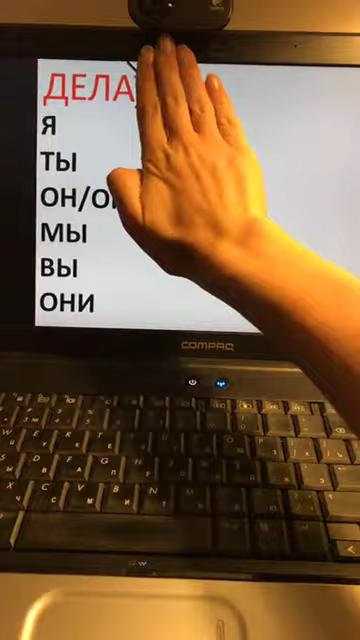 ДЕЛА
Я
ТЫ
ОН/О
МЫ
ВЫ
ОНИ
COMPAQ